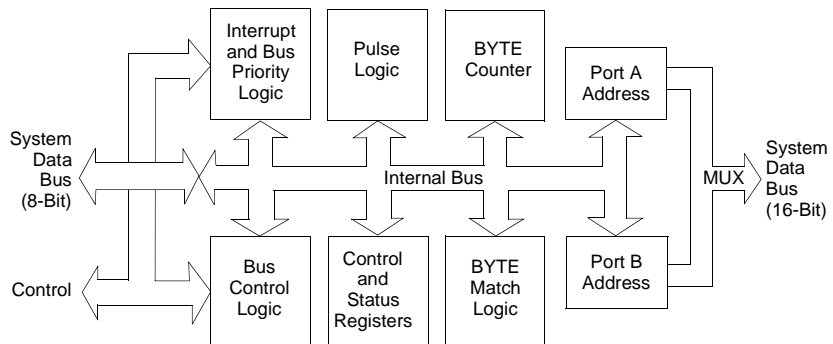 Interrupt
and Bus
Priority
Logic
Pulse
Logic
BYTE
Counter
Port A
Address
System
Data
Bus
(8-Bit)
Internal Bus
MUX
System
Data
Bus
(16-Bit)
Control
Bus
Control
Logic
Control
and
Status
Registers
BYTE
Match
Logic
Port B
Address